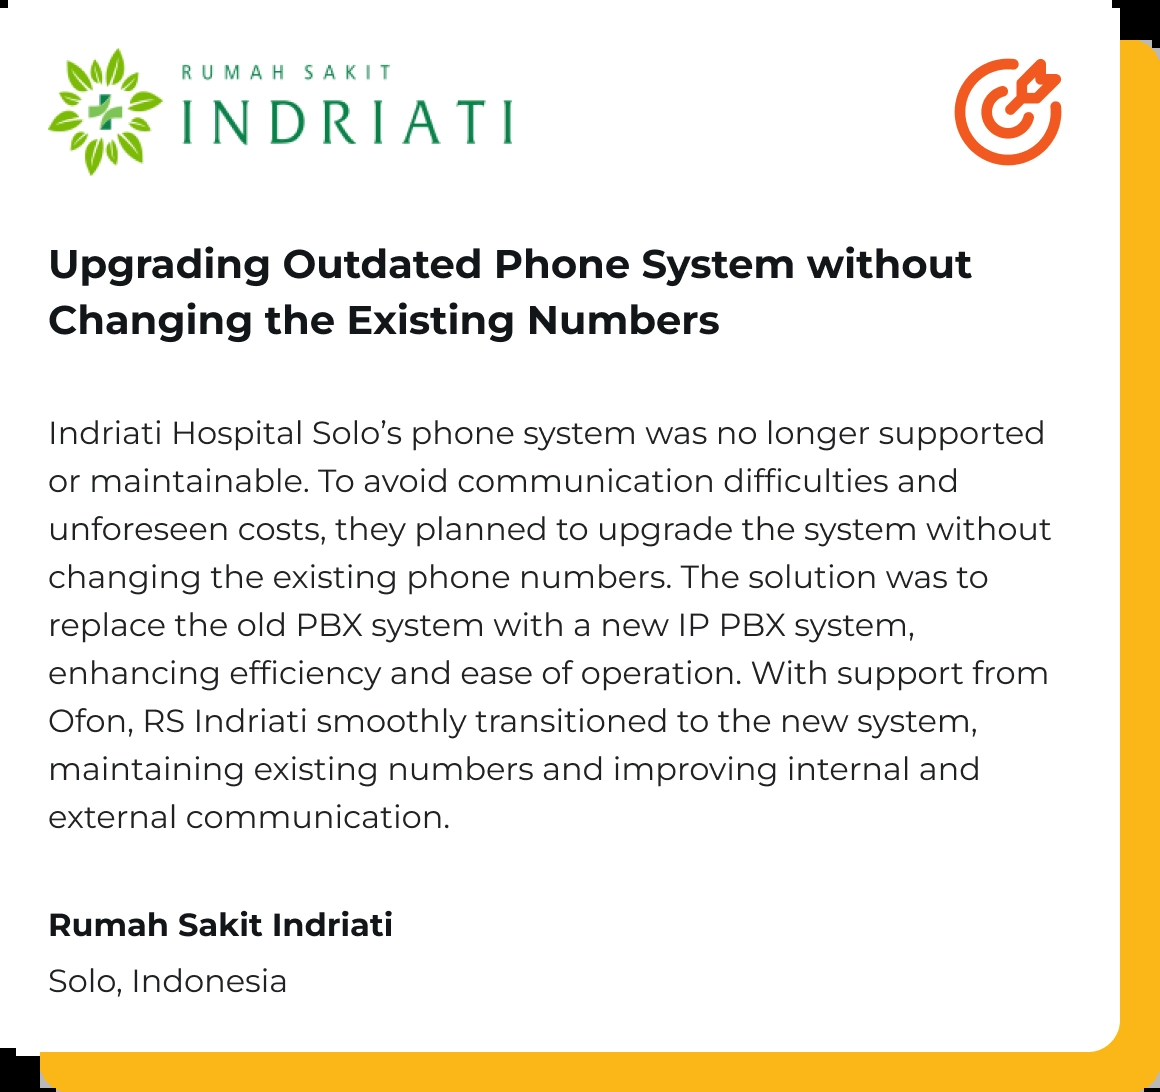 RUMAH SAKIT
INDRIATI
Upgrading Outdated Phone System without
Changing the Existing Numbers
Indriati Hospital Solo’s phone system was no longer supported
or maintainable. To avoid communication difficulties and
unforeseen costs, they planned to upgrade the system without
changing the existing phone numbers. The solution was to
replace the old PBX system with a new IP PBX system,
enhancing efficiency and ease of operation. With support from
Ofon, RS Indriati smoothly transitioned to the new system,
maintaining existing numbers and improving internal and
external communication.
Rumah Sakit Indriati
Solo, Indonesia